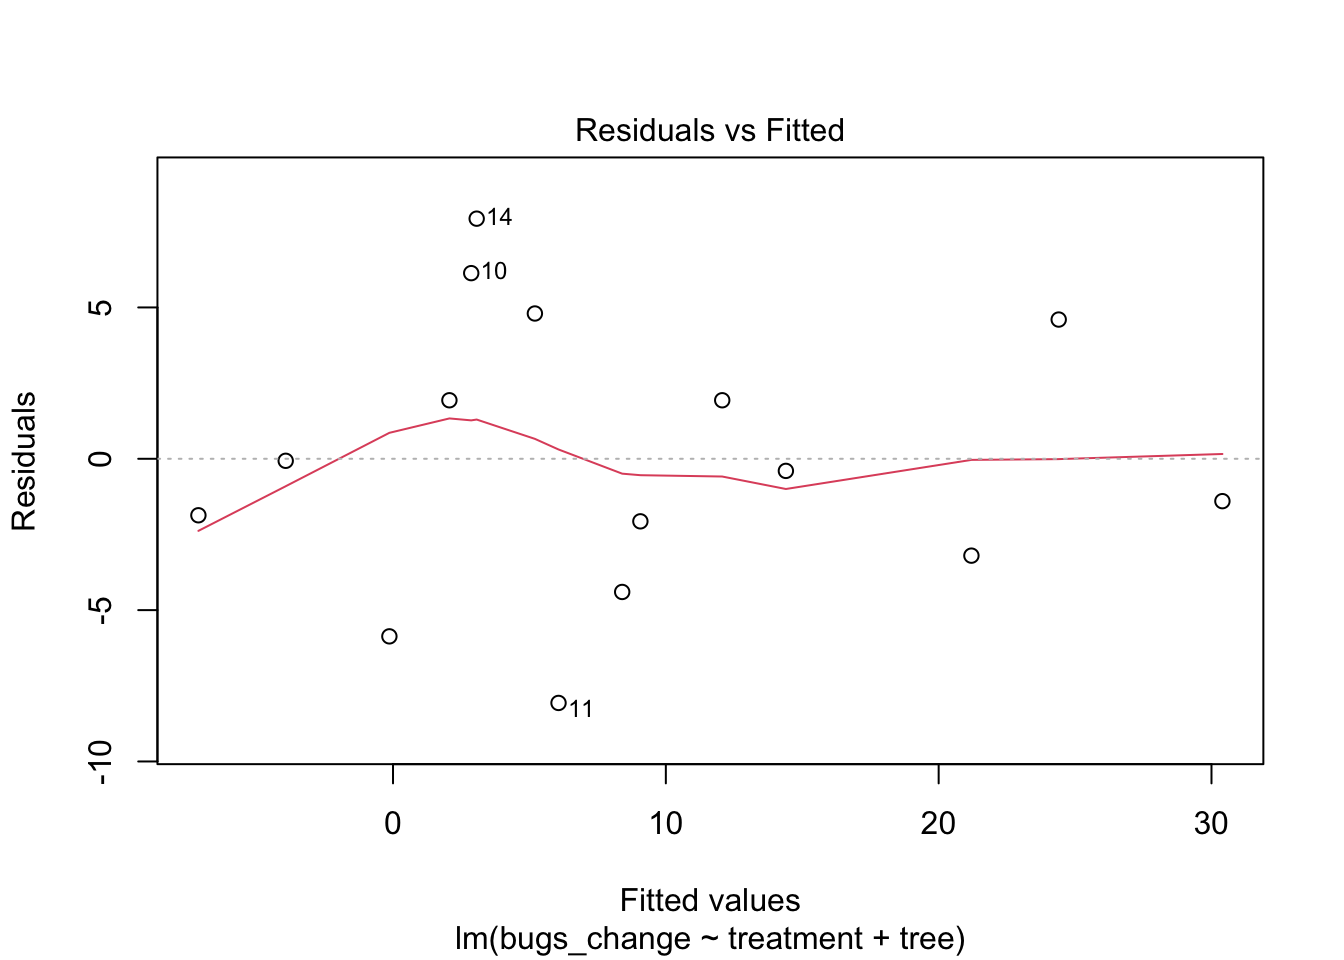 Residuals vs Fitted
14
10
11
Residuals
5
0
-5
-10
0 10 20 30
Fitted values
lm(bugs_change ~ treatment + tree)